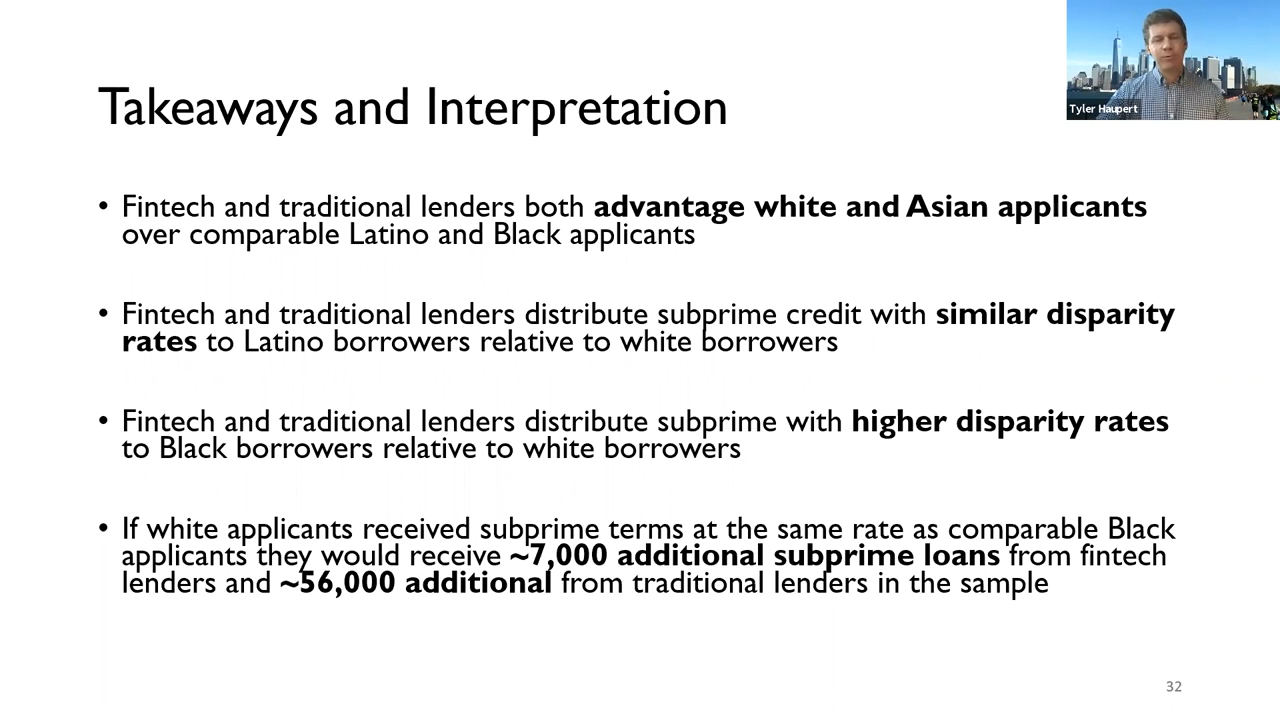 Takeaways and Interpretation
Tyler Haupert
• Fintech and traditional lenders both advantage white and Asian applicants
over comparable Latino and Black applicants
• Fintech and traditional lenders distribute subprime credit with similar disparity
rates to Latino borrowers relative to white borrowers
• Fintech and traditional lenders distribute subprime with higher disparity rates
to Black borrowers relative to white borrowers
• If white applicants received subprime terms at the same rate as comparable Black
applicants they would receive ~7,000 additional subprime loans from fintech
lenders and ~56,000 additional from traditional lenders in the sample
32